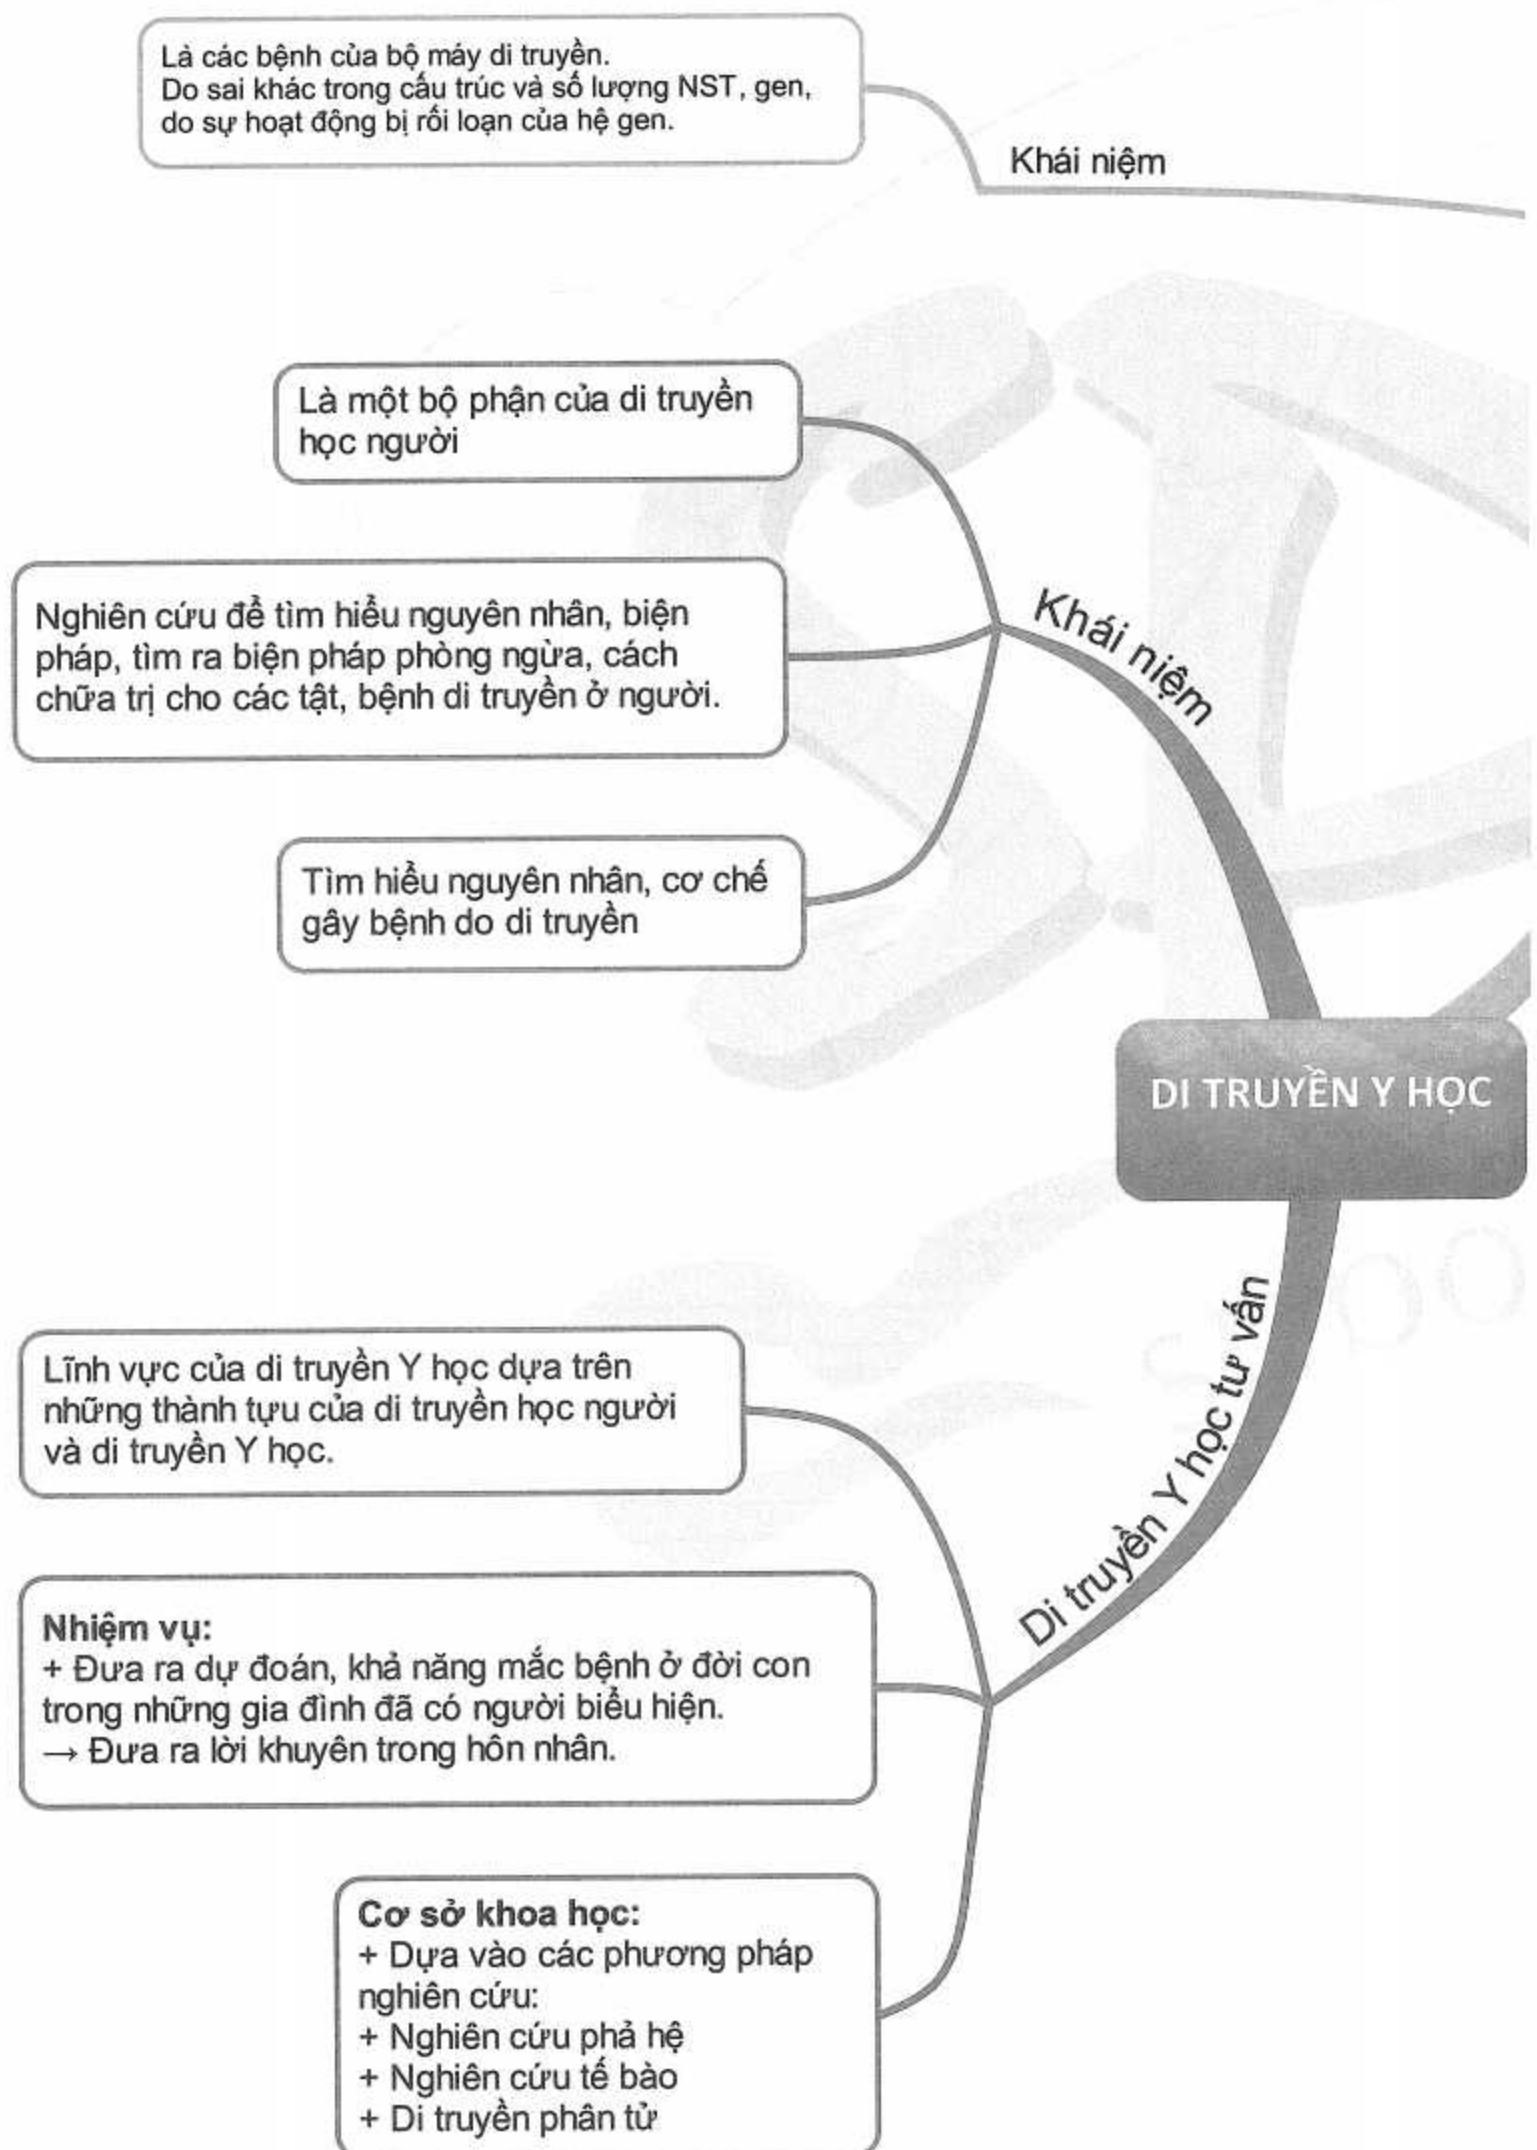 Là các bệnh của bộ máy di truyền.
Do sai khác trong cấu trúc và số lượng NST, gen,
do sự hoạt động bị rối loạn của hệ gen.
Khái niệm
Là một bộ phận của di truyền
học người
Nghiên cứu để tìm hiểu nguyên nhân, biện
pháp, tìm ra biện pháp phòng ngừa, cách
chữa trị cho các tật, bệnh di truyền ở người.
Tìm hiểu nguyên nhân, cơ chế
gây bệnh do di truyền
Khái niệm
DI TRUYỀN Y HỌC
Di truyền Y học tư vấn
Lĩnh vực của di truyền Y học dựa trên
những thành tựu của di truyền học người
và di truyền Y học.
Nhiệm vụ:
+ Đưa ra dự đoán, khả năng mắc bệnh ở đời con
trong những gia đình đã có người biểu hiện.
→ Đưa ra lời khuyên trong hôn nhân.
Cơ sở khoa học:
+ Dựa vào các phương pháp
nghiên cứu:
+ Nghiên cứu phả hệ
+ Nghiên cứu tế bào
+ Di truyền phân tử